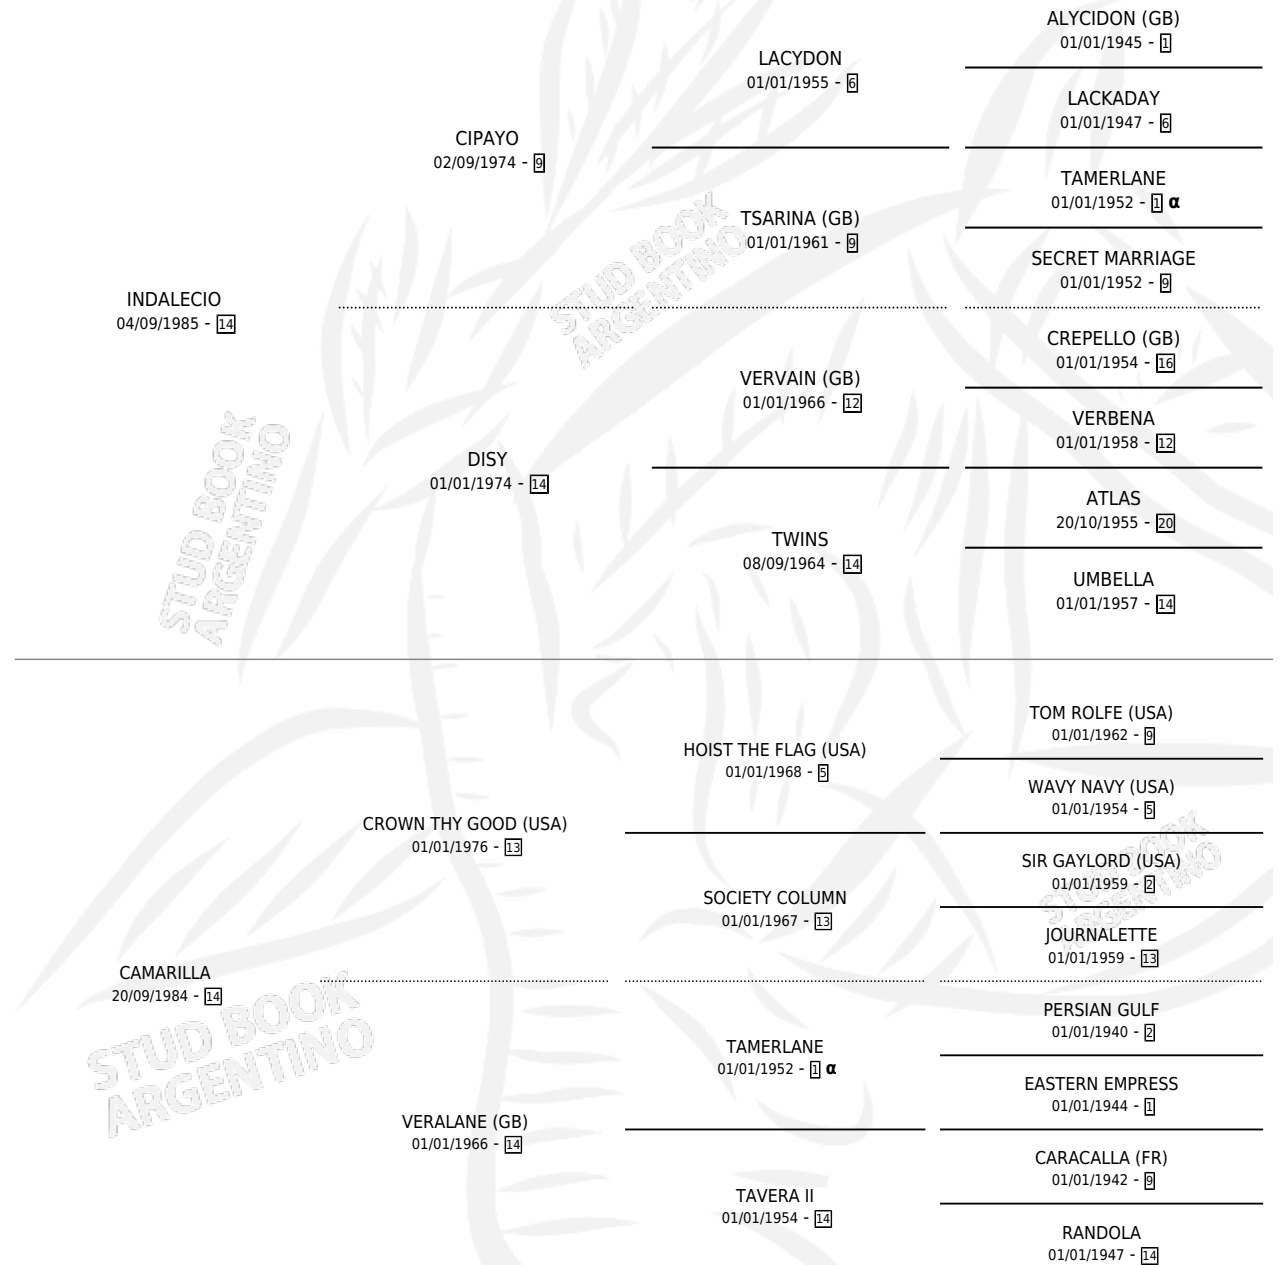 ALYCIDON (GB)
01/01/1945 - 1
LACYDON
01/01/1955 - 6
LACKADAY
01/01/1947 - 6
CIPAYO
02/09/1974 - 9
TAMERLANE
01/01/1952 - 1 α
TSARINA (GB)
01/01/1961 - 9
SECRET MARRIAGE
01/01/1952 - 9
INDALECIO
04/09/1985 - 14
CREPELLO (GB)
01/01/1954 - 16
VERVAIN (GB)
01/01/1966 - 12
VERBENA
01/01/1958 - 12
DISY
01/01/1974 - 14
ATLAS
20/10/1955 - 20
TWINS
08/09/1964 - 14
UMBELLA
01/01/1957 - 14
TOM ROLFE (USA)
01/01/1962 - 9
HOIST THE FLAG (USA)
01/01/1968 - 5
WAVY NAVY (USA)
01/01/1954 - 5
CROWN THY GOOD (USA)
01/01/1976 - 13
SIR GAYLORD (USA)
01/01/1959 - 2
SOCIETY COLUMN
01/01/1967 - 13
JOURNALETTE
01/01/1959 - 13
CAMARILLA
20/09/1984 - 14
PERSIAN GULF
01/01/1940 - 2
TAMERLANE
01/01/1952 - 1 α
EASTERN EMPRESS
01/01/1944 - 1
VERALANE (GB)
01/01/1966 - 14
CARACALLA (FR)
01/01/1942 - 9
TAVERA II
01/01/1954 - 14
RANDOLA
01/01/1947 - 14
STUD BOOK
ARGENTINO
STUD BOOK
ARGENTINO
STUD BOOK
ARGENTINO
STUD BOOK
ARGENTINO